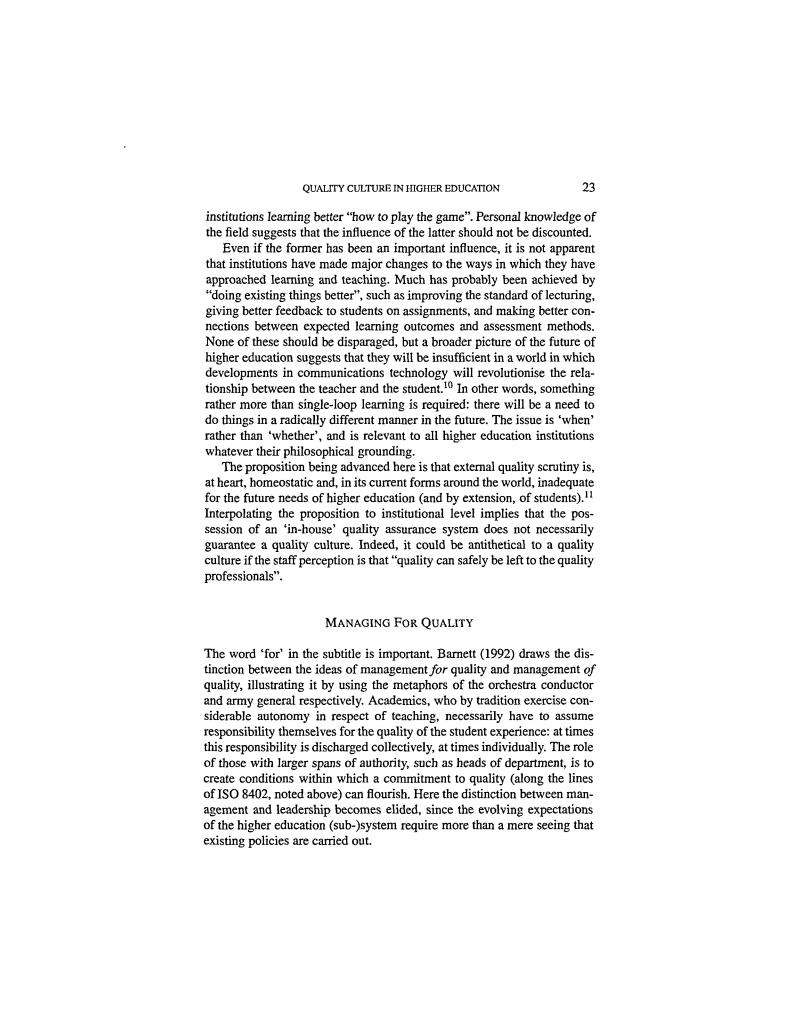 QUALITY CULTURE IN HIGHER EDUCATION 23
institutions learning better “how to play the game”. Personal knowledge of
the field suggests that the influence of the latter should not be discounted.
Even if the former has been an important influence, it is not apparent
that institutions have made major changes to the ways in which they have
approached learning and teaching. Much has probably been achieved by
“doing existing things better”, such as improving the standard of lecturing,
giving better feedback to students on assignments, and making better con-
nections between expected learning outcomes and assessment methods.
None of these should be disparaged, but a broader picture of the future of
higher education suggests that they will be insufficient in a world in which
developments in communications technology will revolutionise the rela-
tionship between the teacher and the student.10 In other words, something
rather more than single-loop learning is required: there will be a need to
do things in a radically different manner in the future. The issue is ‘when’
rather than ‘whether’, and is relevant to all higher education institutions
whatever their philosophical grounding.
The proposition being advanced here is that external quality scrutiny is,
at heart, homeostatic and, in its current forms around the world, inadequate
for the future needs of higher education (and by extension, of students).11
Interpolating the proposition to institutional level implies that the pos-
session of an ‘in-house’ quality assurance system does not necessarily
guarantee a quality culture. Indeed, it could be antithetical to a quality
culture if the staff perception is that “quality can safely be left to the quality
professionals”.
MANAGING FOR QUALITY
The word ‘for’ in the subtitle is important. Barnett (1992) draws the dis-
tinction between the ideas of management for quality and management of
quality, illustrating it by using the metaphors of the orchestra conductor
and army general respectively. Academics, who by tradition exercise con-
siderable autonomy in respect of teaching, necessarily have to assume
responsibility themselves for the quality of the student experience: at times
this responsibility is discharged collectively, at times individually. The role
of those with larger spans of authority, such as heads of department, is to
create conditions within which a commitment to quality (along the lines
of ISO 8402, noted above) can flourish. Here the distinction between man-
agement and leadership becomes elided, since the evolving expectations
of the higher education (sub-)system require more than a mere seeing that
existing policies are carried out.